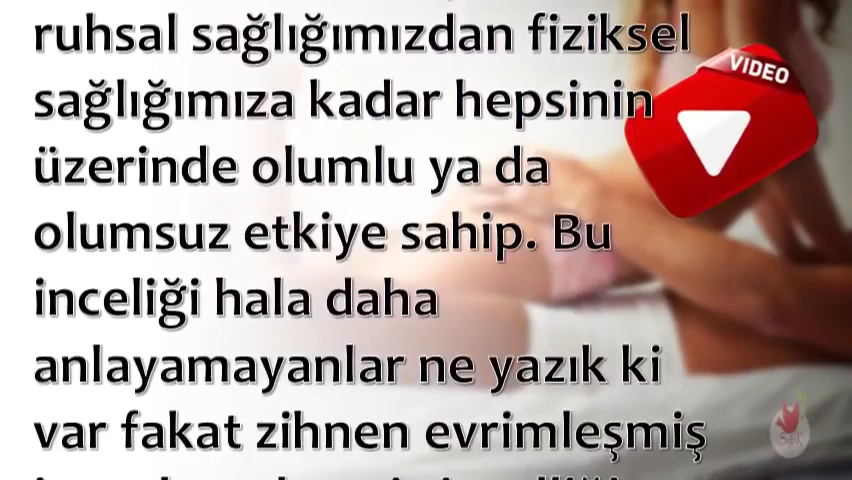 ruhsal sağlığımızdan fiziksel
sağlığımıza kadar hepsinin
üzerinde olumlu ya da
olumsuz etkiye sahip. Bu
inceliği hala daha
anlayamayanlar ne yazık ki
var fakat zihnen evrimleşmiş
VIDEO
Sağlık